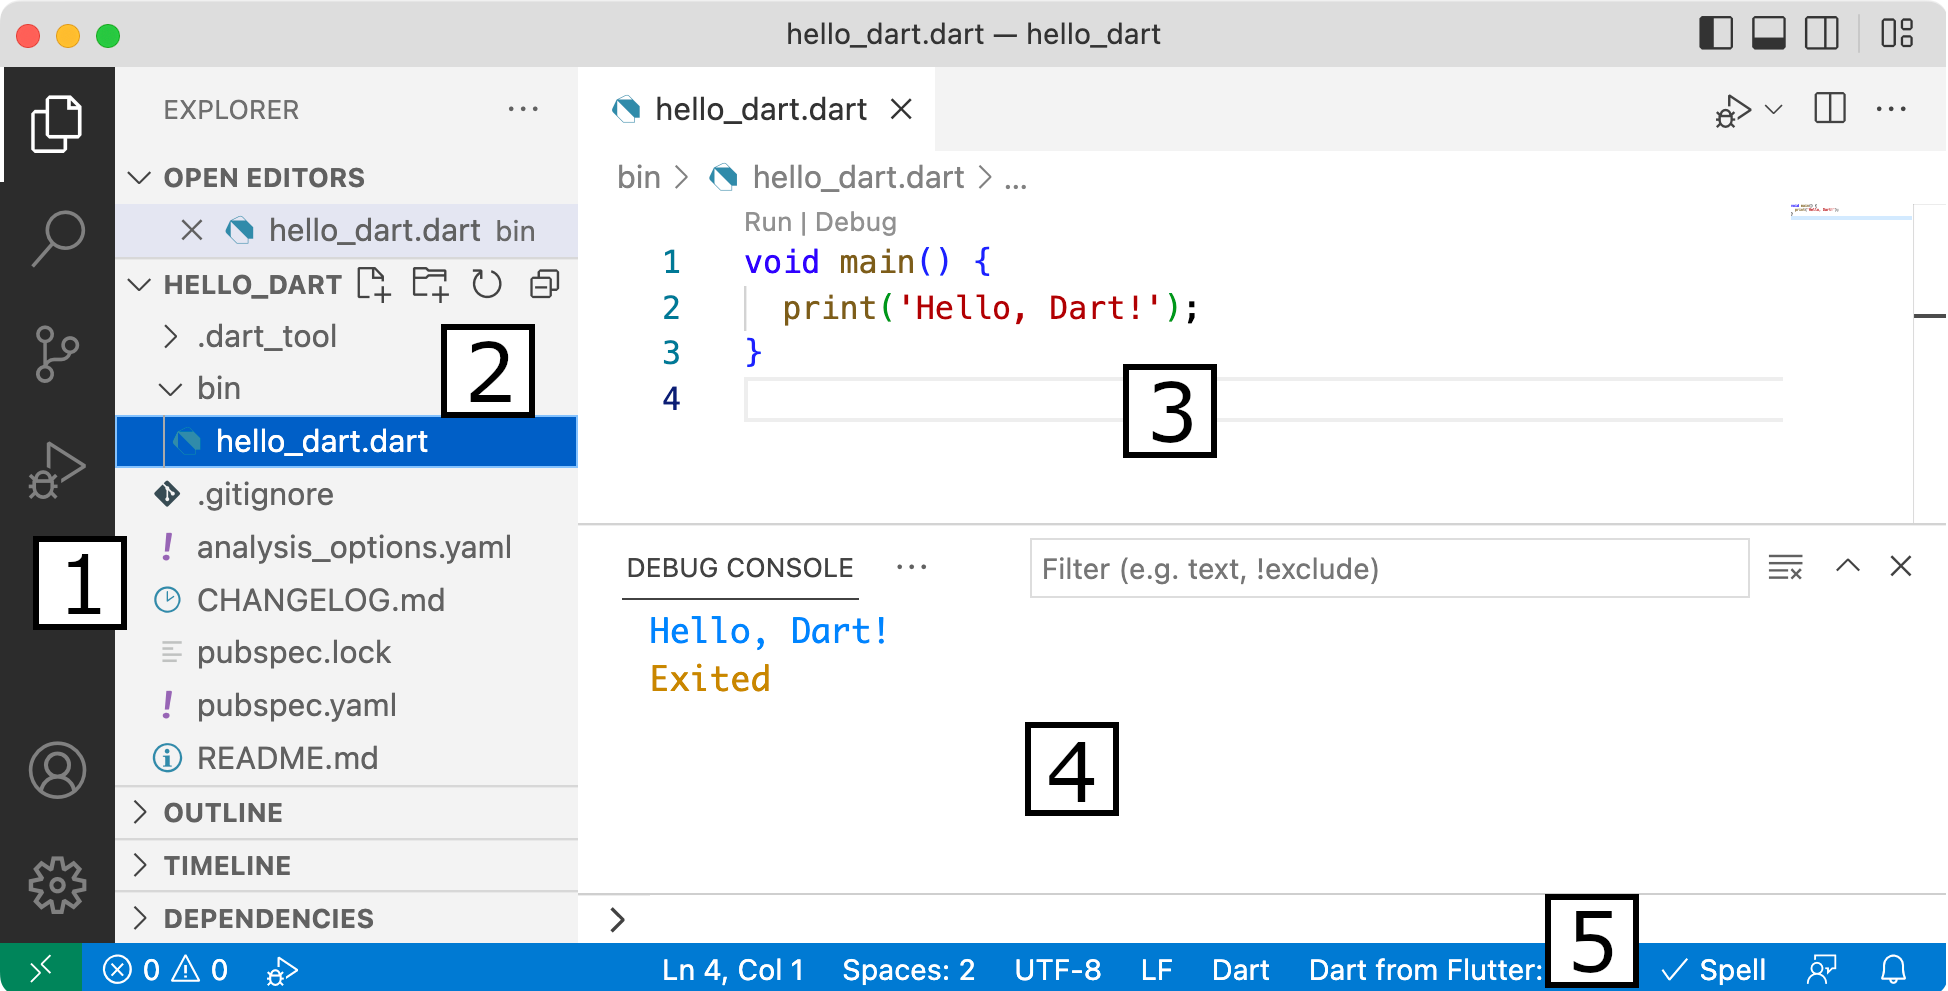 hello_dart.dart — hello_dart
EXPLORER
OPEN EDITORS
hello_dart.dart bin
HELLO_DART
.dart_tool
bin
hello_dart.dart
.gitignore
analysis_options.yaml
CHANGELOG.md
pubspec.lock
pubspec.yaml
README.md
OUTLINE
TIMELINE
DEPENDENCIES
1
2
hello_dart.dart
bin > hello_dart.dart > ...
Run | Debug
1 void main() {
2 print('Hello, Dart!');
3 }
4
3
DEBUG CONSOLE
Filter (e.g. text, !exclude)
Hello, Dart!
Exited
4
>
5
0 0 Ln 4, Col 1 Spaces: 2 UTF-8 LF Dart Dart from Flutter: Spell